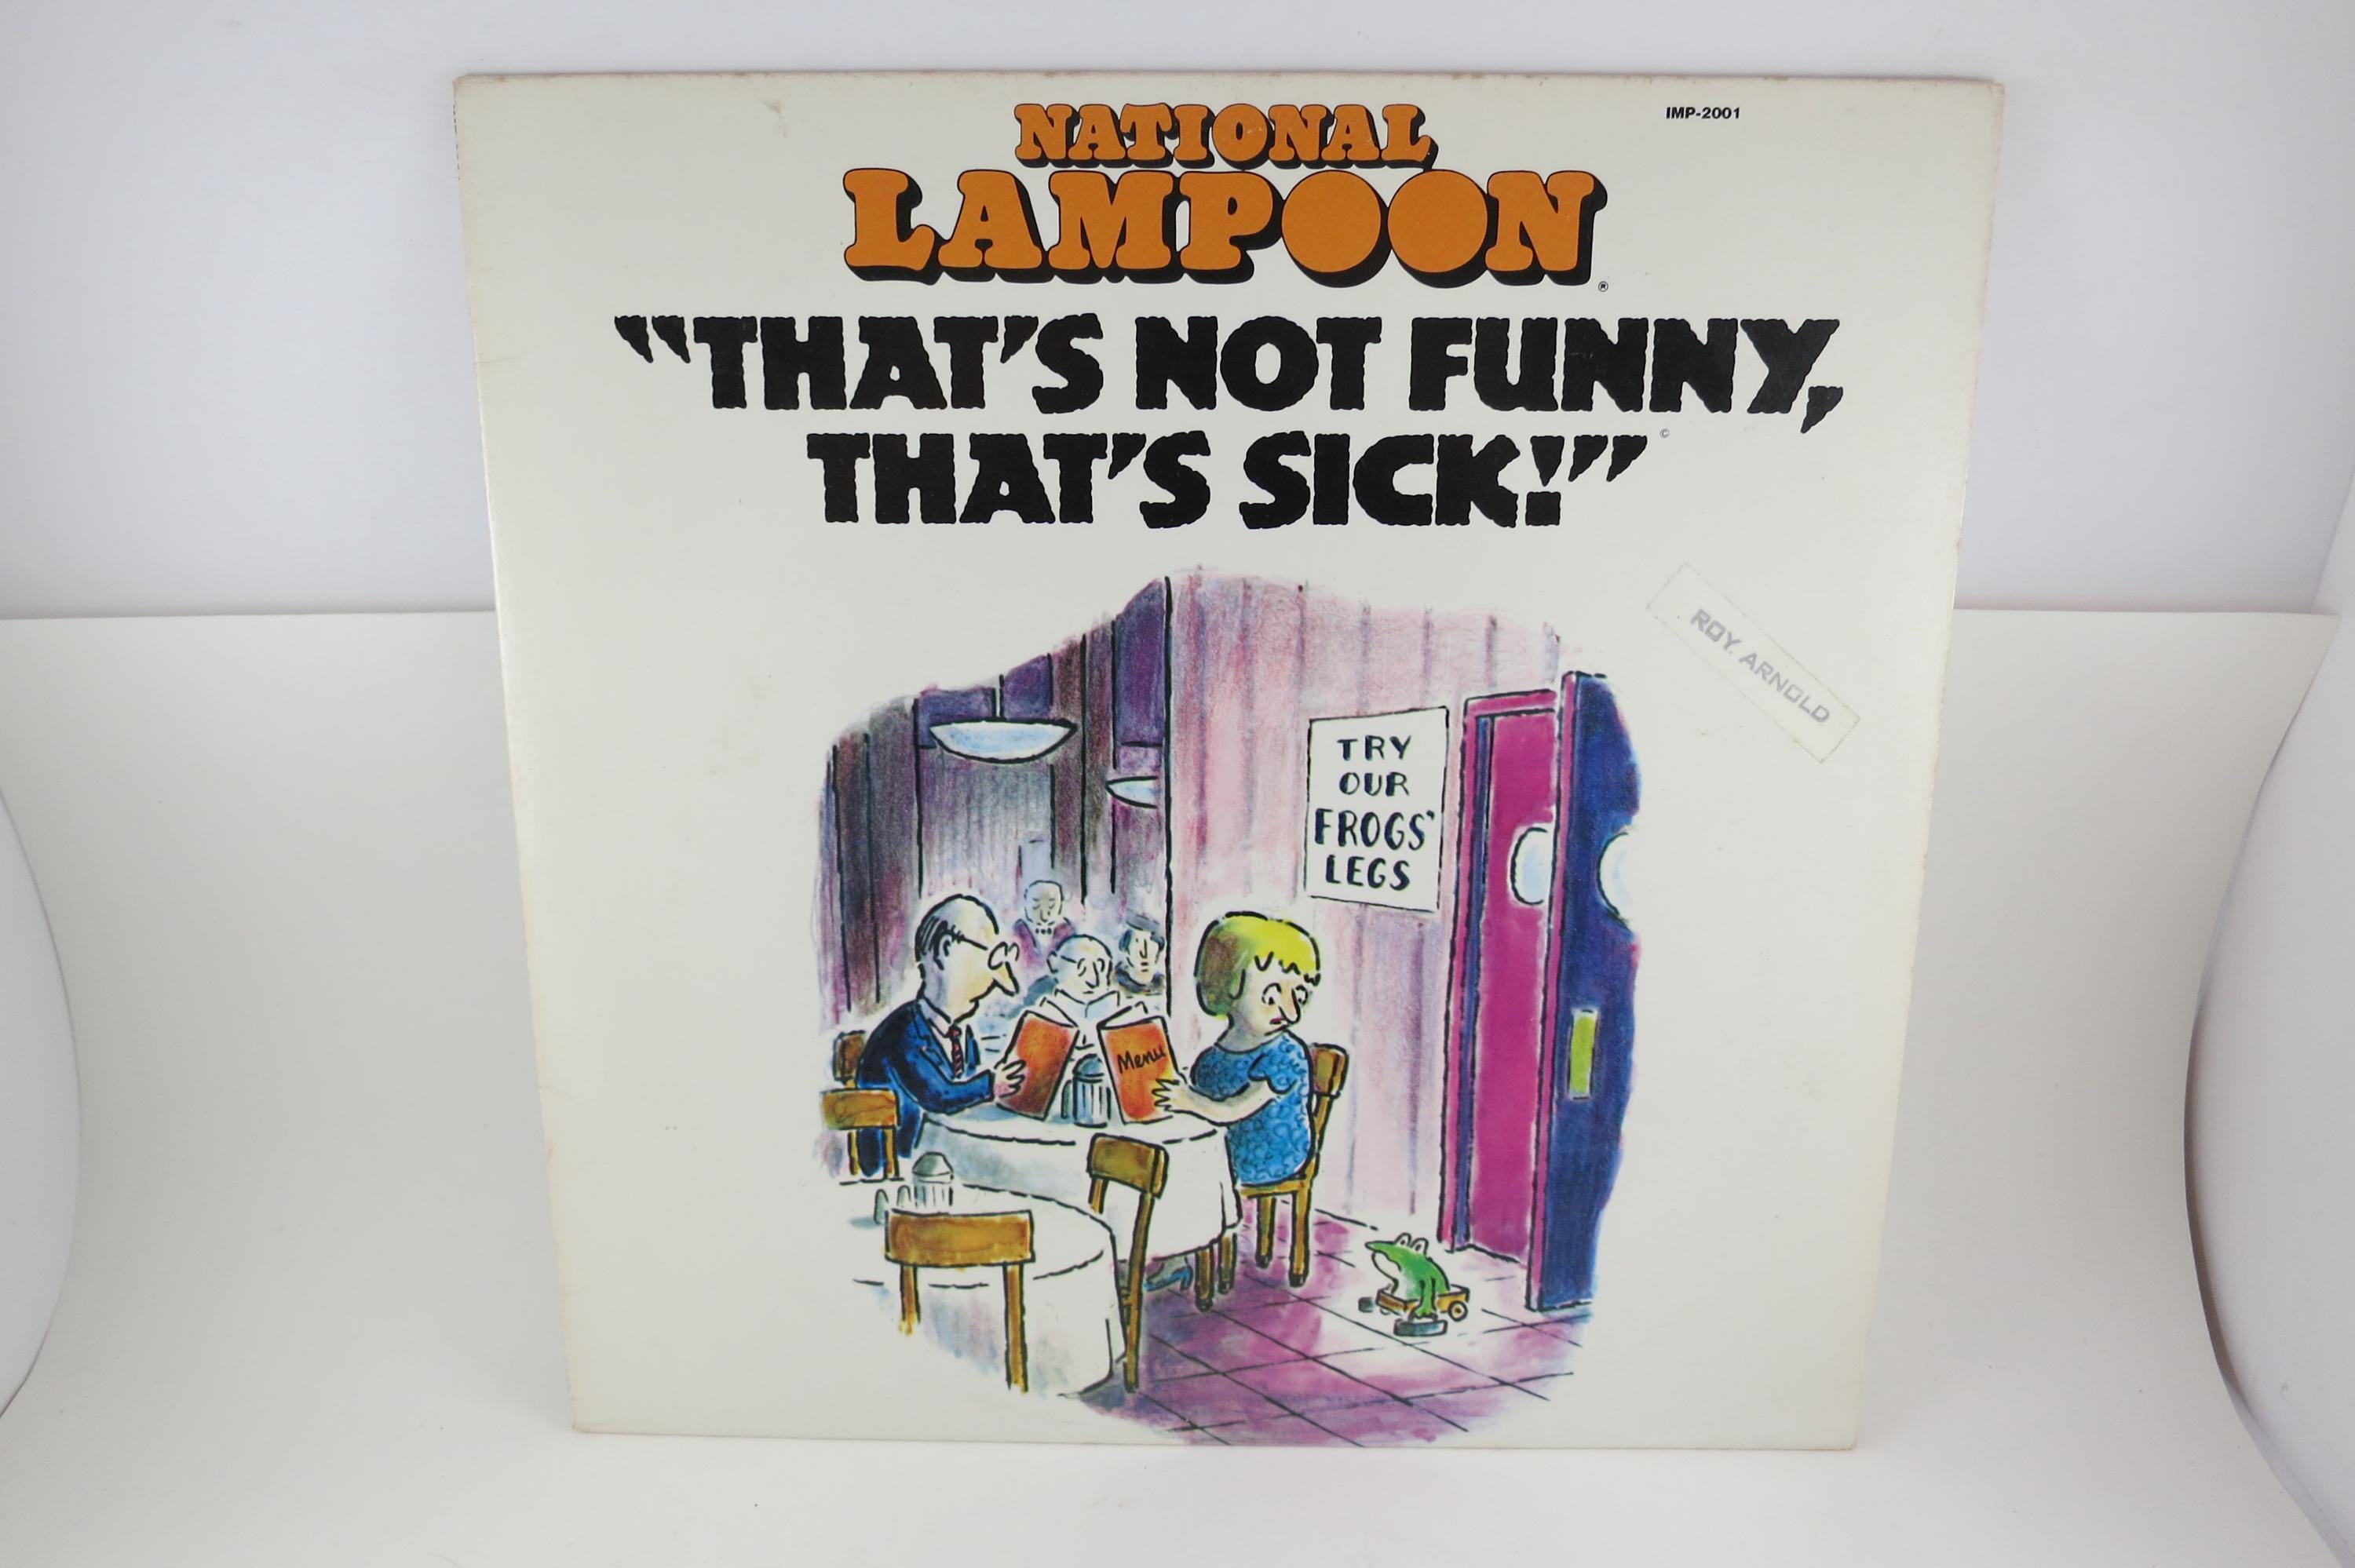 IMP-2001
NATIONAL
LAMPOON®
"THAT'S NOT FUNNY,
THAT'S SICK!"©
ROY. ARNOLD
TRY
OUR
FROGS'
LEGS
Menu